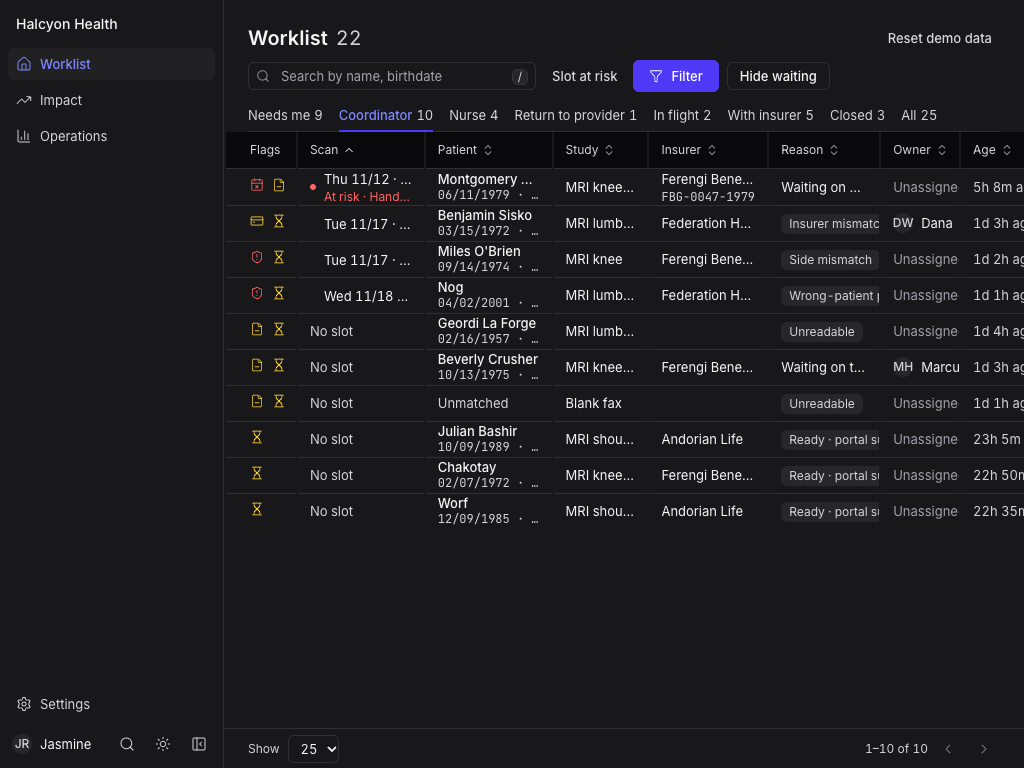 Halcyon Health
Worklist
Impact
Operations
Settings
JR Jasmine
Worklist 22
Reset demo data
Search by name, birthdate /
Slot at risk
Filter
Hide waiting
Needs me 9 Coordinator 10 Nurse 4 Return to provider 1 In flight 2 With insurer 5 Closed 3 All 25
Flags Scan Patient Study Insurer Reason Owner Age
Thu 11/12 · ... Montgomery ... MRI knee... Ferengi Bene... Waiting on ... Unassigne 5h 8m a
At risk · Hand... 06/11/1979 · … FBG-0047-1979
Tue 11/17 · ... Benjamin Sisko MRI lumb... Federation H... Insurer mismatc DW Dana 1d 3h ag
03/15/1972 · …
Tue 11/17 · ... Miles O'Brien MRI knee Ferengi Bene... Side mismatch Unassigne 1d 2h ag
09/14/1974 · …
Wed 11/18 ... Nog MRI lumb... Federation H... Wrong-patient p Unassigne 1d 1h ag
04/02/2001 · …
No slot Geordi La Forge MRI lumb... Unreadable Unassigne 1d 4h ag
02/16/1957 · …
No slot Beverly Crusher MRI knee... Ferengi Bene... Waiting on t... MH Marcu 1d 3h ag
10/13/1975 · …
No slot Unmatched Blank fax Unreadable Unassigne 1d 1h ag
No slot Julian Bashir MRI shou... Andorian Life Ready · portal su Unassigne 23h 5m
10/09/1989 · …
No slot Chakotay MRI knee... Ferengi Bene... Ready · portal su Unassigne 22h 50m
02/07/1972 · …
No slot Worf MRI shou... Andorian Life Ready · portal su Unassigne 22h 35m
12/09/1985 · …
Show 25
1–10 of 10